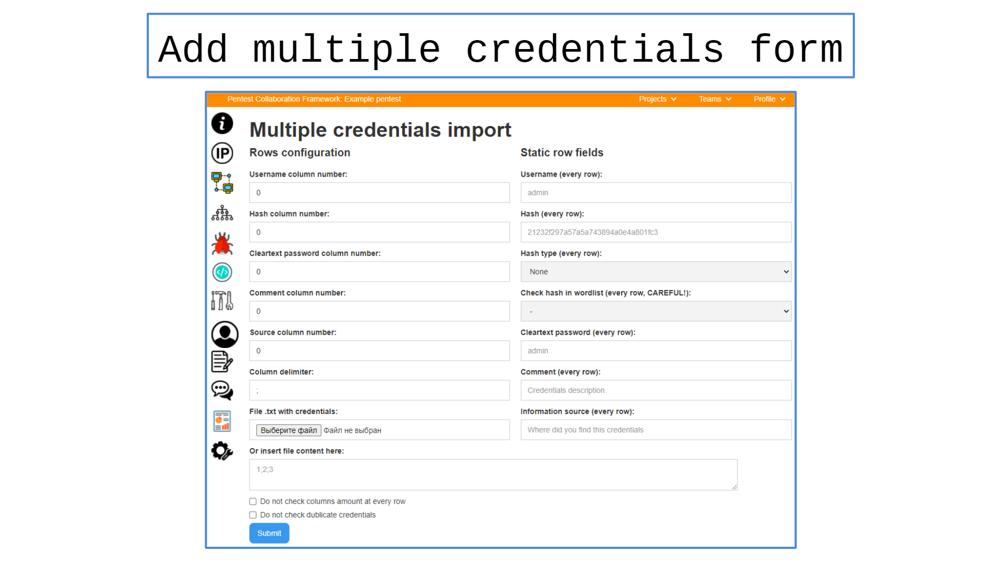 Add multiple credentials form
Pentest Collaboration Framework: Example pentest
Projects
Teams
Profile
Multiple credentials import
Rows configuration
Static row fields
Username column number:
Username (every row):
0
admin
Hash column number:
Hash (every row):
0
21232f297a57a5a743894a0e4a801fc3
Cleartext password column number:
Hash type (every row):
0
None
Comment column number:
Check hash in wordlist (every row, CAREFUL!):
0
-
Source column number:
Cleartext password (every row):
0
admin
Column delimiter:
Comment (every row):
;
Credentials description
File .txt with credentials:
Information source (every row):
Выберите файл Файл не выбран
Where did you find this credentials
Or insert file content here:
1;2;3
Do not check columns amount at every row
Do not check dublicate credentials
Submit
IP